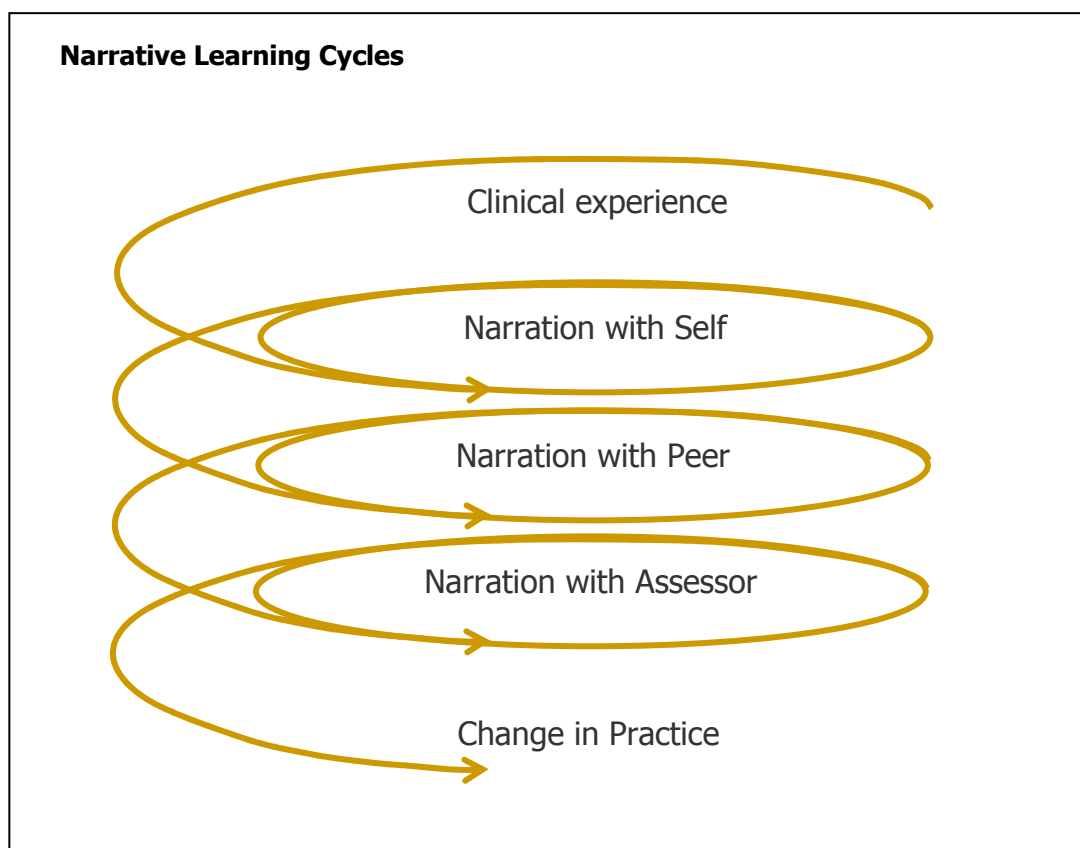 Narrative Learning Cycles
Clinical experience
Narration with Self
Narration with Peer
Narration with Assessor
Change in Practice